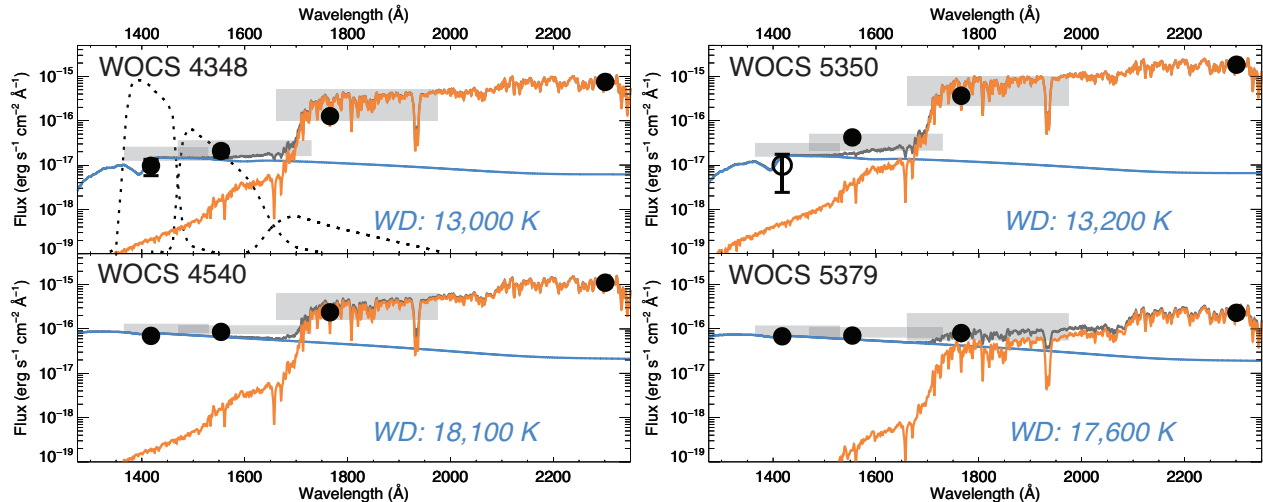 Wavelength (Å)
1400 1600 1800 2000 2200
WOCS 4348
WD: 13,000 K
Flux (erg s⁻¹ cm⁻² Å⁻¹)
10⁻¹⁵
10⁻¹⁶
10⁻¹⁷
10⁻¹⁸
10⁻¹⁹
Wavelength (Å)
1400 1600 1800 2000 2200
WOCS 5350
WD: 13,200 K
Flux (erg s⁻¹ cm⁻² Å⁻¹)
10⁻¹⁵
10⁻¹⁶
10⁻¹⁷
10⁻¹⁸
10⁻¹⁹
WOCS 4540
WD: 18,100 K
Flux (erg s⁻¹ cm⁻² Å⁻¹)
10⁻¹⁵
10⁻¹⁶
10⁻¹⁷
10⁻¹⁸
10⁻¹⁹
1400 1600 1800 2000 2200
Wavelength (Å)
WOCS 5379
WD: 17,600 K
Flux (erg s⁻¹ cm⁻² Å⁻¹)
10⁻¹⁵
10⁻¹⁶
10⁻¹⁷
10⁻¹⁸
10⁻¹⁹
1400 1600 1800 2000 2200
Wavelength (Å)